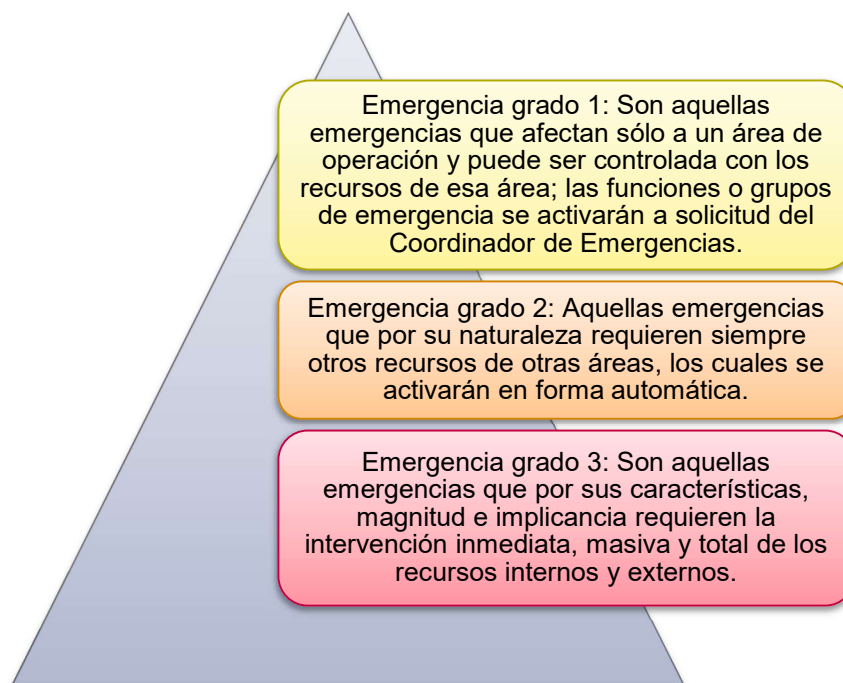 Emergencia grado 1: Son aquellas
emergencias que afectan sólo a un área de
operación y puede ser controlada con los
recursos de esa área; las funciones o grupos
de emergencia se activarán a solicitud del
Coordinador de Emergencias.
Emergencia grado 2: Aquellas emergencias
que por su naturaleza requieren siempre
otros recursos de otras áreas, los cuales se
activarán en forma automática.
Emergencia grado 3: Son aquellas
emergencias que por sus características,
magnitud e implicancia requieren la
intervención inmediata, masiva y total de los
recursos internos y externos.